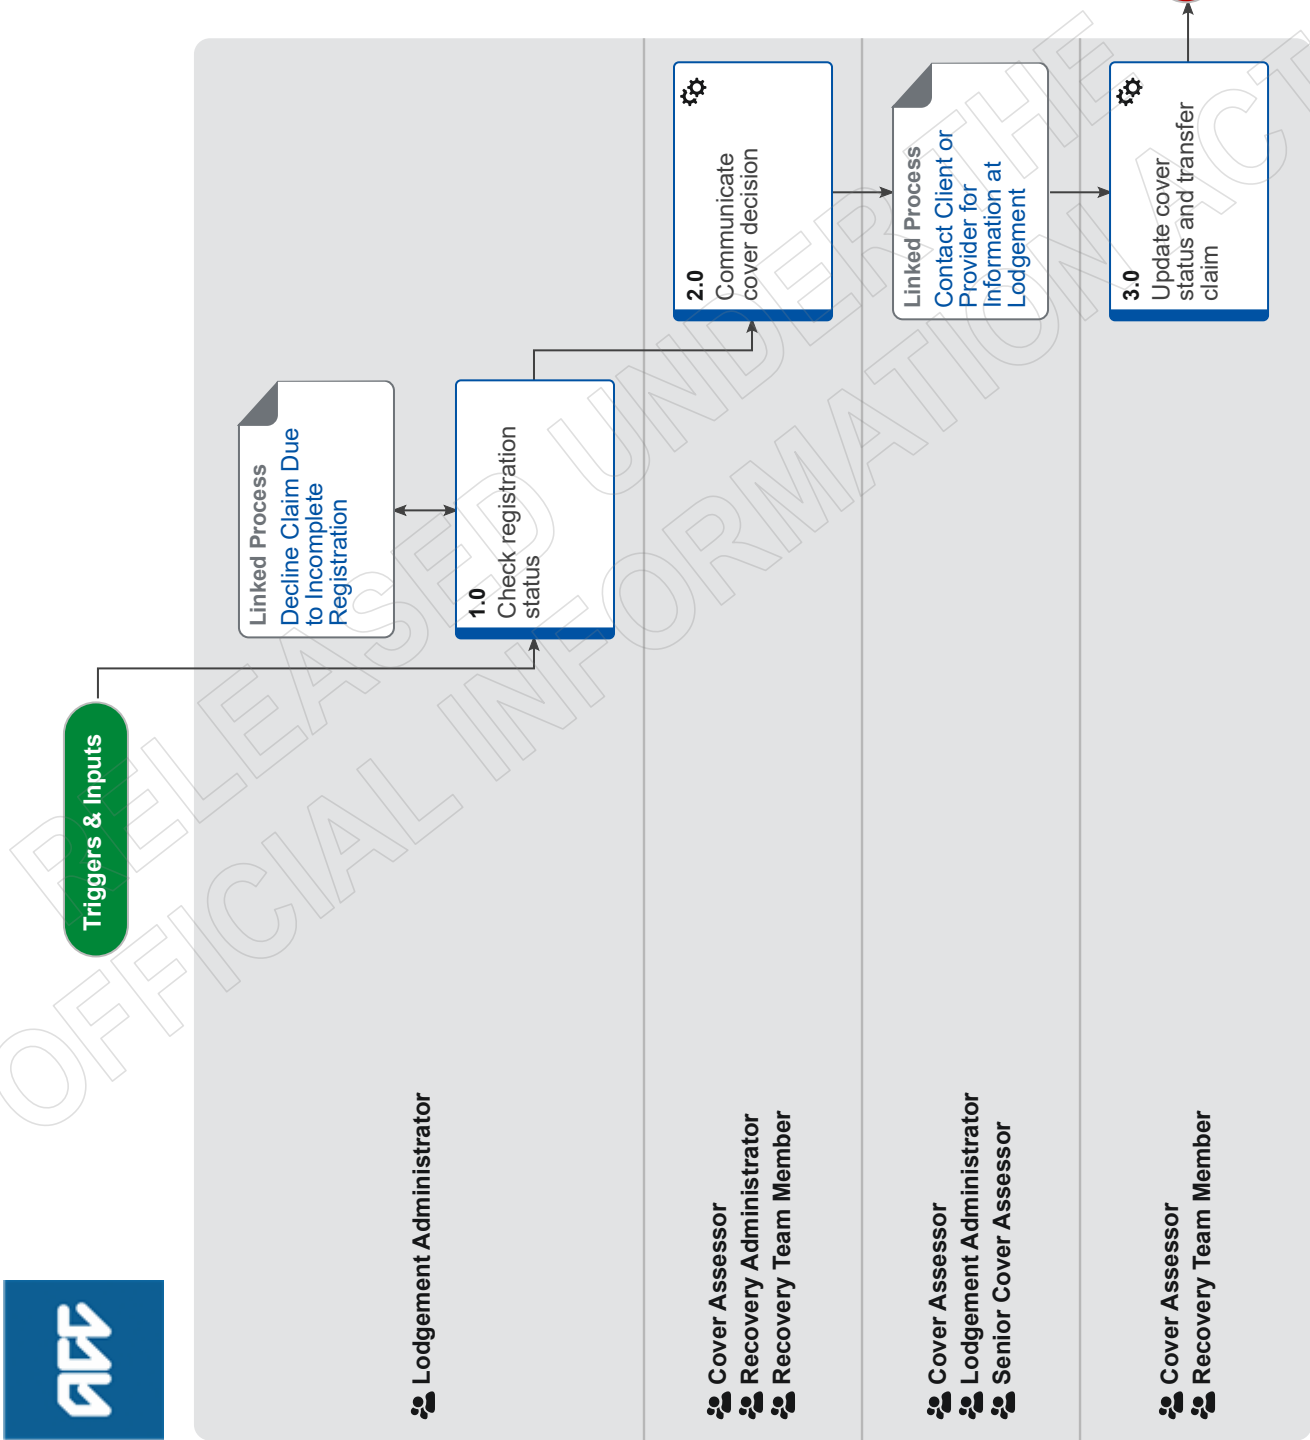 ACC
Triggers & Inputs
Lodgement Administrator
Linked Process
Decline Claim Due
to Incomplete
Registration
1.0
Check registration
status
Cover Assessor
Recovery Administrator
Recovery Team Member
2.0
Communicate
cover decision
Cover Assessor
Lodgement Administrator
Senior Cover Assessor
Linked Process
Contact Client or
Provider for
Information at
Lodgement
Cover Assessor
Recovery Team Member
3.0
Update cover
status and transfer
claim
RELEASED UNDER THE
OFFICIAL INFORMATION ACT